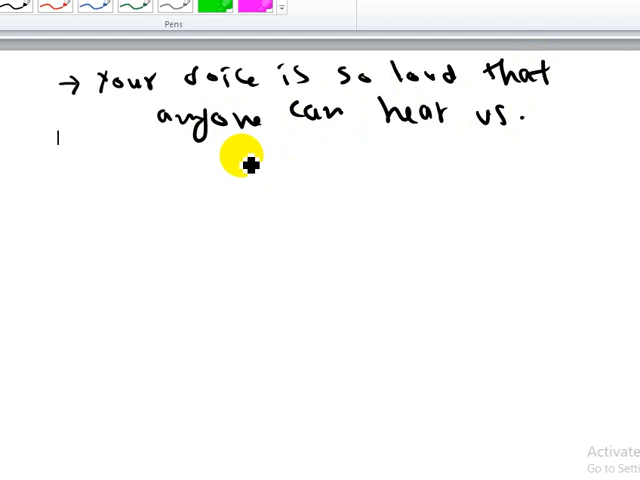 Pens
→ Your voice is so loud that
anyone can hear us.
Activate
Go to Setti